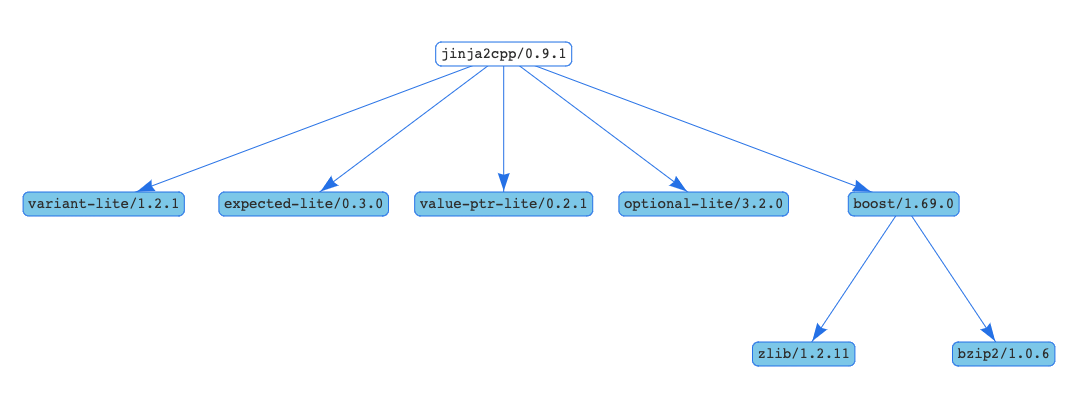 jinja2cpp/0.9.1
variant-lite/1.2.1
expected-lite/0.3.0
value-ptr-lite/0.2.1
optional-lite/3.2.0
boost/1.69.0
zlib/1.2.11
bzip2/1.0.6